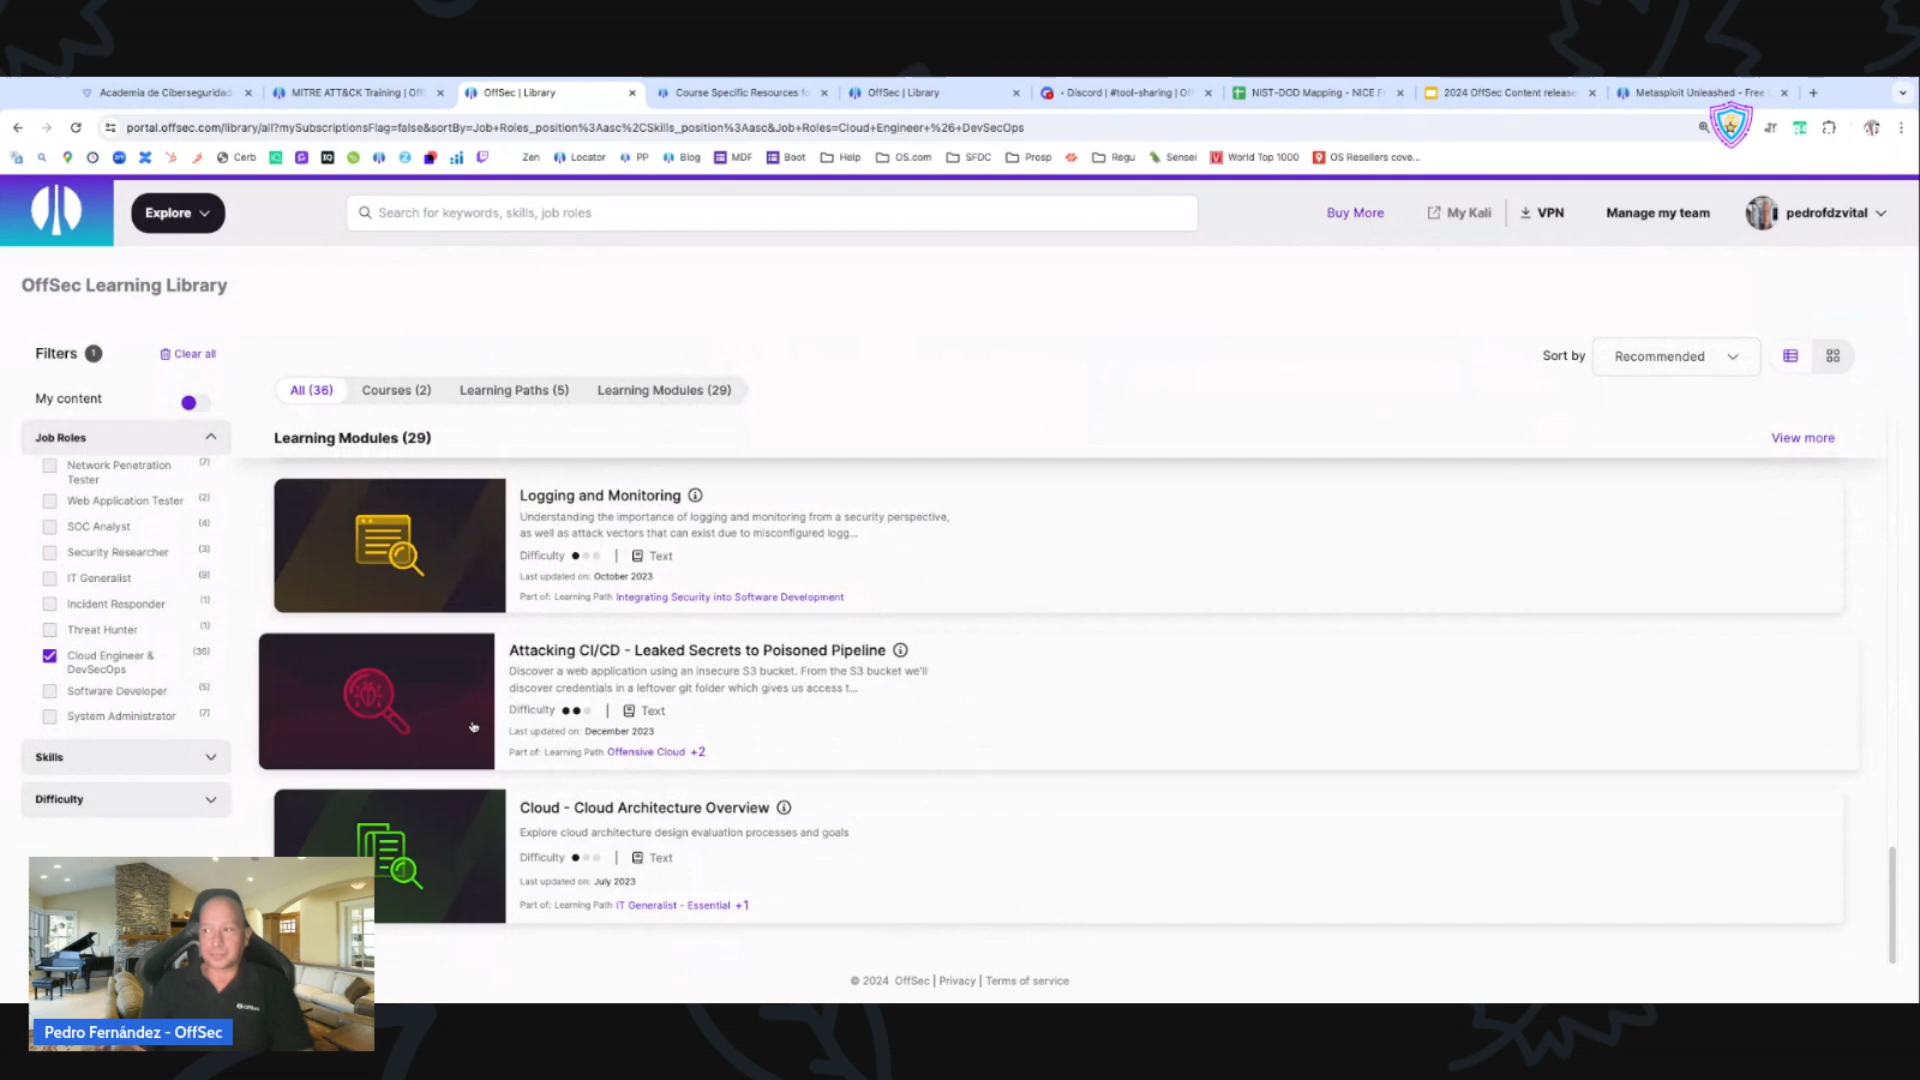 Academia de Ciberseguridad
MITRE ATT&CK Training | Off
OffSec | Library
Course Specific Resources fo
OffSec | Library
- Discord | #tool-sharing | Of
NIST-DOD Mapping - NICE F
2024 OffSec Content release
Metasploit Unleashed - Free
portal.offsec.com/library/all?mySubscriptionsFlag=false&sortBy=Job+Roles_position%3Aasc%2CSkills_position%3Aasc&Job+Roles=Cloud+Engineer+%26+DevSecOps
Cerb
Zen
Locator
PP
Blog
MDF
Boot
Help
OS.com
SFDC
Prosp
Regu
Sensei
World Top 1000
OS Resellers cove...
Explore
Search for keywords, skills, job roles
Buy More
My Kali
VPN
Manage my team
pedrofdzvital
OffSec Learning Library
Filters 1
Clear all
My content
Job Roles
Network Penetration
Tester
(7)
Web Application Tester (2)
SOC Analyst (4)
Security Researcher (3)
IT Generalist (9)
Incident Responder (1)
Threat Hunter (1)
Cloud Engineer &
DevSecOps
(36)
Software Developer (5)
System Administrator (7)
Skills
Difficulty
Sort by
Recommended
All (36)
Courses (2)
Learning Paths (5)
Learning Modules (29)
Learning Modules (29)
View more
Logging and Monitoring
Understanding the importance of logging and monitoring from a security perspective,
as well as attack vectors that can exist due to misconfigured logg...
Difficulty | Text
Last updated on: October 2023
Part of: Learning Path Integrating Security into Software Development
Attacking CI/CD - Leaked Secrets to Poisoned Pipeline
Discover a web application using an insecure S3 bucket. From the S3 bucket we'll
discover credentials in a leftover git folder which gives us access t...
Difficulty | Text
Last updated on: December 2023
Part of: Learning Path Offensive Cloud +2
Cloud - Cloud Architecture Overview
Explore cloud architecture design evaluation processes and goals
Difficulty | Text
Last updated on: July 2023
Part of: Learning Path IT Generalist - Essential +1
© 2024 OffSec | Privacy | Terms of service
Pedro Fernández - OffSec